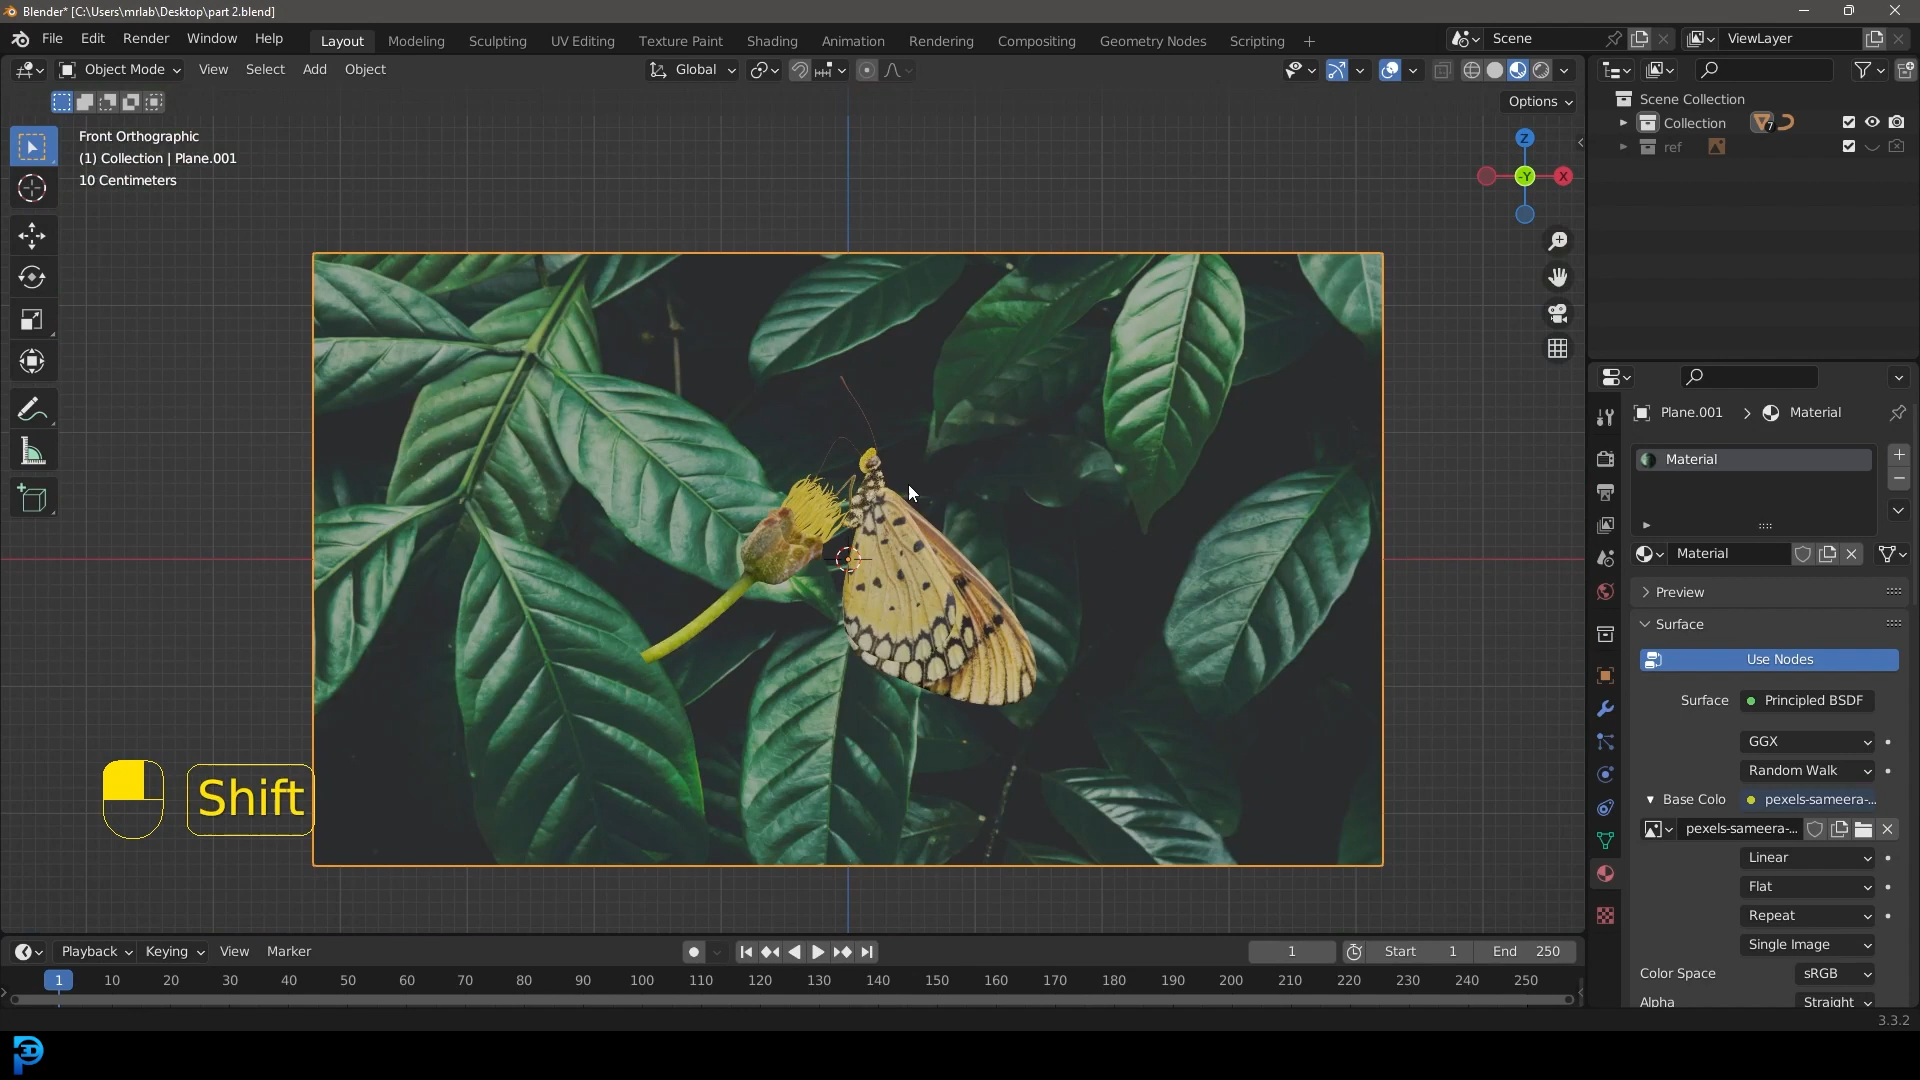 Blender* [C:\Users\mrlab\Desktop\part 2.blend]
File Edit Render Window Help
Layout Modeling Sculpting UV Editing Texture Paint Shading Animation Rendering Compositing Geometry Nodes Scripting +
Scene
ViewLayer
Object Mode View Select Add Object
Global
Options
Front Orthographic
(1) Collection | Plane.001
10 Centimeters
Z
-Y
X
Scene Collection
Collection 7
ref
Plane.001 > Material
Material
Material
Preview
Surface
Use Nodes
Surface Principled BSDF
GGX
Random Walk
Base Colo pexels-sameera-...
pexels-sameera-...
Linear
Flat
Repeat
Single Image
Color Space sRGB
Alpha Straight
Shift
Playback Keying View Marker
1
Start 1
End 250
1 10 20 30 40 50 60 70 80 90 100 110 120 130 140 150 160 170 180 190 200 210 220 230 240 250
3.3.2
3D